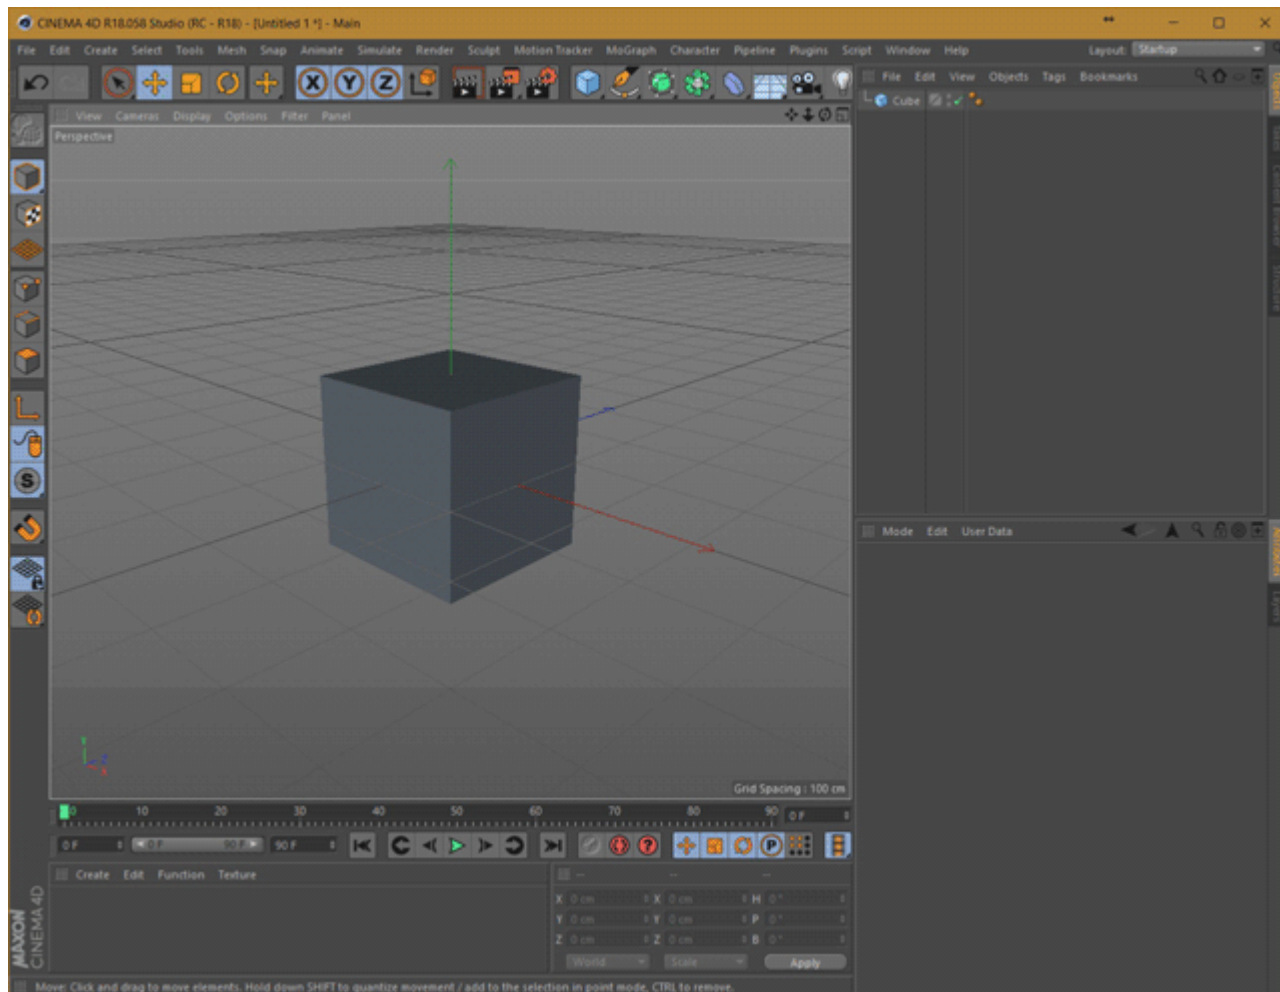 CINEMA 4D R18.058 Studio (RC - R18) - [Untitled 1 *] - Main
File Edit Create Select Tools Mesh Snap Animate Simulate Render Sculpt Motion Tracker MoGraph Character Pipeline Plugins Script Window Help Layout: Startup
X Y Z
File Edit View Objects Tags Bookmarks
Cube
View Cameras Display Options Filter Panel
Perspective
S
Mode Edit User Data
Attributes
Y
Z
X
Grid Spacing : 100 cm
0 10 20 30 40 50 60 70 80 90 0 F
0 F 0 F 90 F 90 F ? P
Create Edit Function Texture
-- -- --
X 0 cm X 0 cm H 0 °
Y 0 cm Y 0 cm P 0 °
Z 0 cm Z 0 cm B 0 °
World Scale Apply
MAXON
CINEMA 4D
Move: Click and drag to move elements. Hold down SHIFT to quantize movement / add to the selection in point mode, CTRL to remove.